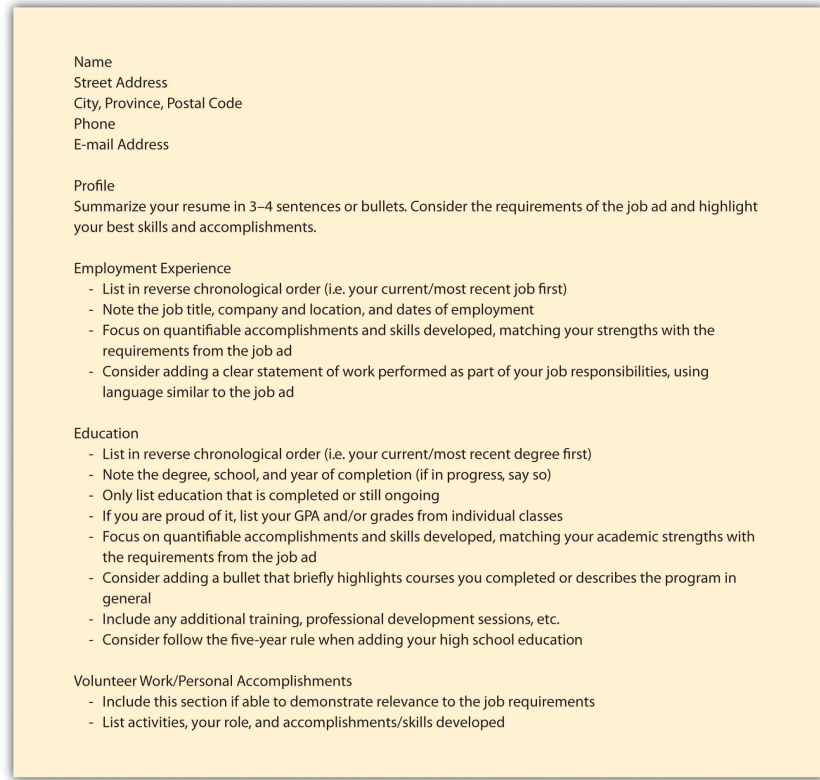 Name
Street Address
City, Province, Postal Code
Phone
E-mail Address
Profile
Summarize your resume in 3–4 sentences or bullets. Consider the requirements of the job ad and highlight
your best skills and accomplishments.
Employment Experience
- List in reverse chronological order (i.e. your current/most recent job first)
- Note the job title, company and location, and dates of employment
- Focus on quantifiable accomplishments and skills developed, matching your strengths with the
requirements from the job ad
- Consider adding a clear statement of work performed as part of your job responsibilities, using
language similar to the job ad
Education
- List in reverse chronological order (i.e. your current/most recent degree first)
- Note the degree, school, and year of completion (if in progress, say so)
- Only list education that is completed or still ongoing
- If you are proud of it, list your GPA and/or grades from individual classes
- Focus on quantifiable accomplishments and skills developed, matching your academic strengths with
the requirements from the job ad
- Consider adding a bullet that briefly highlights courses you completed or describes the program in
general
- Include any additional training, professional development sessions, etc.
- Consider follow the five-year rule when adding your high school education
Volunteer Work/Personal Accomplishments
- Include this section if able to demonstrate relevance to the job requirements
- List activities, your role, and accomplishments/skills developed